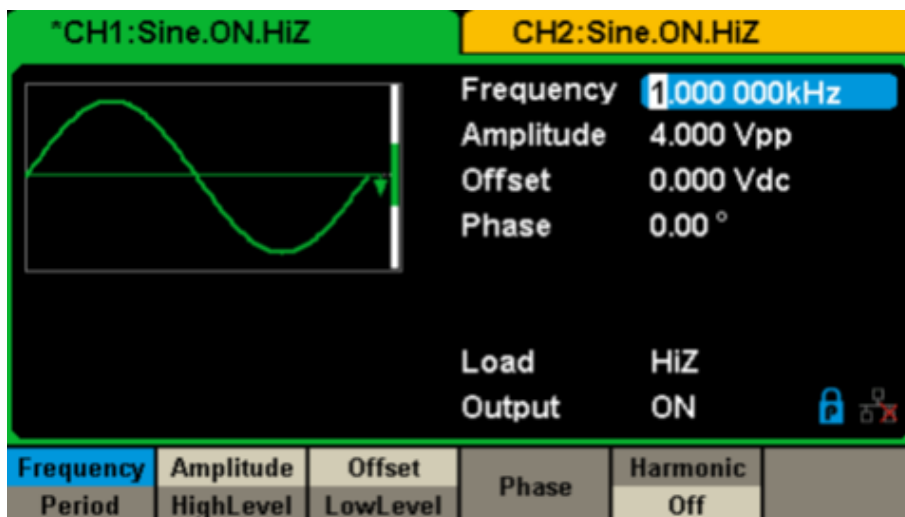 *CH1:Sine.ON.HiZ CH2:Sine.ON.HiZ
Frequency 1.000 000kHz
Amplitude 4.000 Vpp
Offset 0.000 Vdc
Phase 0.00 °
Load HiZ
Output ON P
Frequency Amplitude Offset Phase Harmonic
Period HighLevel LowLevel Off